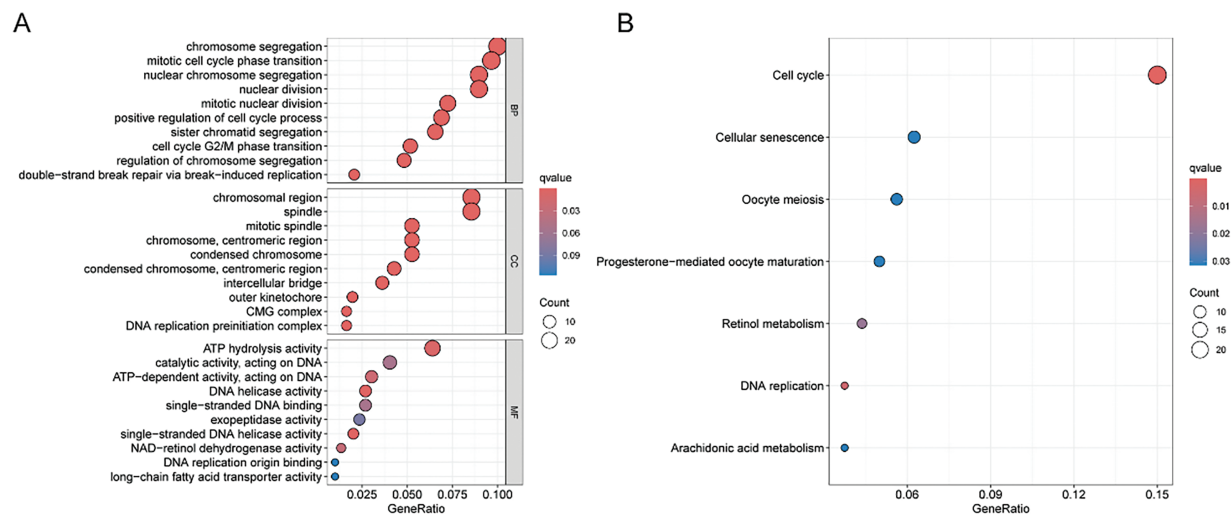 A
chromosome segregation
mitotic cell cycle phase transition
nuclear chromosome segregation
nuclear division
mitotic nuclear division
positive regulation of cell cycle process
sister chromatid segregation
cell cycle G2/M phase transition
regulation of chromosome segregation
double-strand break repair via break-induced replication
BP
chromosomal region
spindle
mitotic spindle
chromosome, centromeric region
condensed chromosome
condensed chromosome, centromeric region
intercellular bridge
outer kinetochore
CMG complex
DNA replication preinitiation complex
CC
ATP hydrolysis activity
catalytic activity, acting on DNA
ATP-dependent activity, acting on DNA
DNA helicase activity
single-stranded DNA binding
exopeptidase activity
single-stranded DNA helicase activity
NAD-retinol dehydrogenase activity
DNA replication origin binding
long-chain fatty acid transporter activity
MF
0.025 0.050 0.075 0.100
GeneRatio
qvalue
0.03
0.06
0.09
Count
10
20
B
Cell cycle
Cellular senescence
Oocyte meiosis
Progesterone-mediated oocyte maturation
Retinol metabolism
DNA replication
Arachidonic acid metabolism
0.06 0.09 0.12 0.15
GeneRatio
qvalue
0.01
0.02
0.03
Count
10
15
20